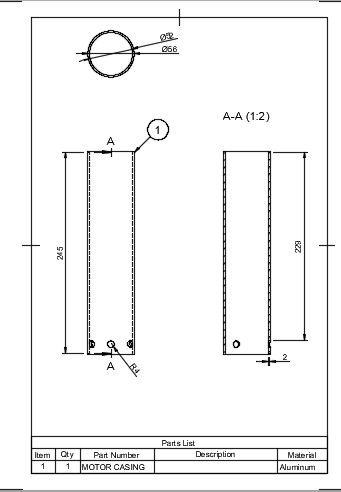 Ø52
Ø56
A-A (1:2)
1
A
245
229
A
R4
2
Parts List
Item Qty Part Number Description Material
1 1 MOTOR CASING Aluminum